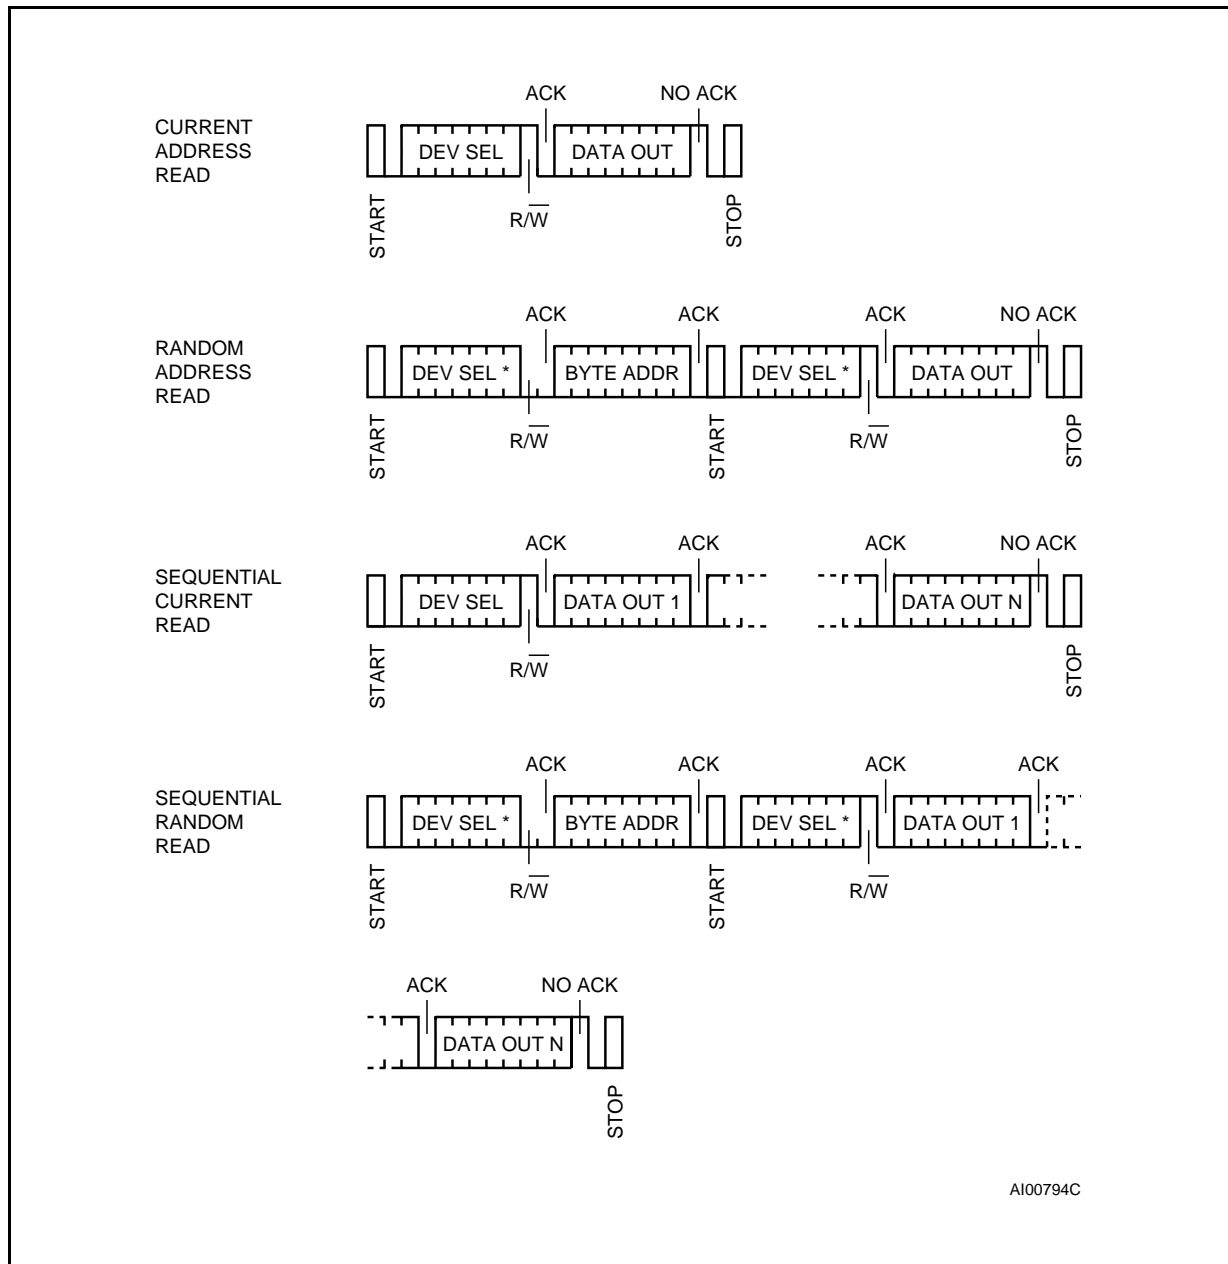 ACK NO ACK
CURRENT
ADDRESS
READ
DEV SEL DATA OUT
START R/W̅ STOP
ACK ACK ACK NO ACK
RANDOM
ADDRESS
READ
DEV SEL * BYTE ADDR DEV SEL * DATA OUT
START R/W̅ START R/W̅ STOP
ACK ACK ACK NO ACK
SEQUENTIAL
CURRENT
READ
DEV SEL DATA OUT 1 DATA OUT N
START R/W̅ STOP
ACK ACK ACK ACK
SEQUENTIAL
RANDOM
READ
DEV SEL * BYTE ADDR DEV SEL * DATA OUT 1
START R/W̅ START R/W̅
ACK NO ACK
DATA OUT N
STOP
AI00794C